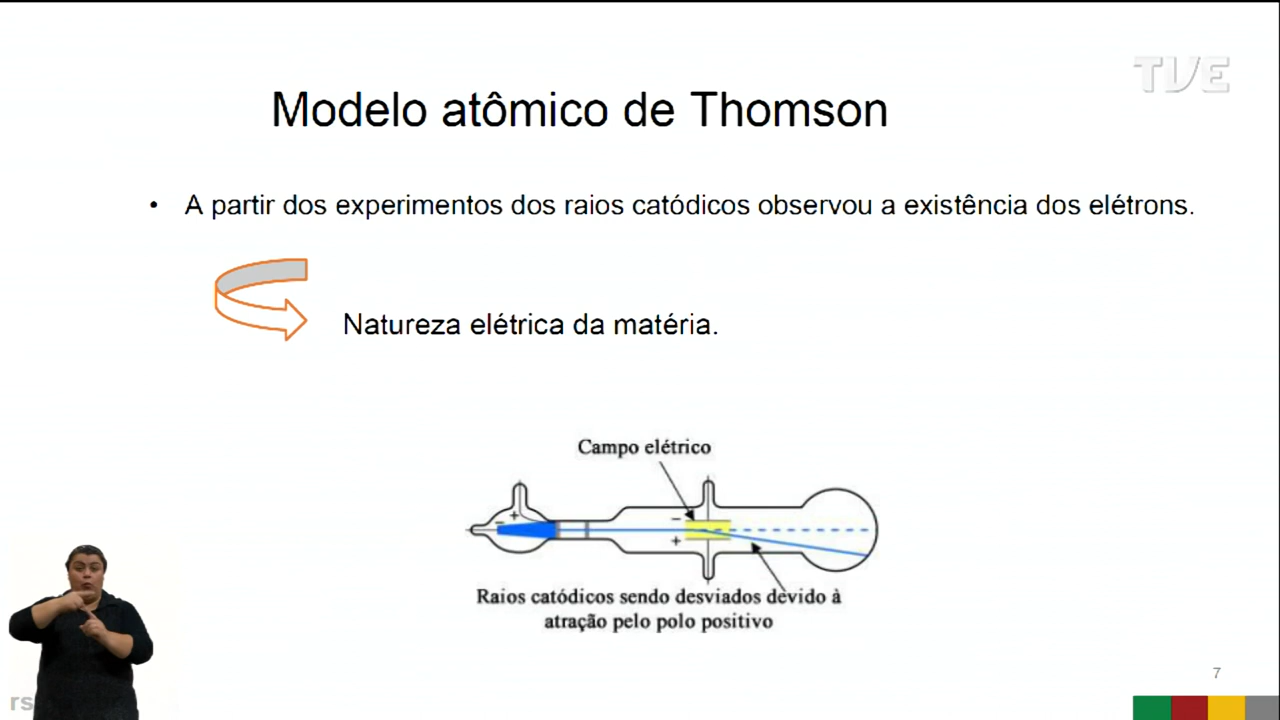 TVE
Modelo atômico de Thomson
• A partir dos experimentos dos raios catódicos observou a existência dos elétrons.
Natureza elétrica da matéria.
Campo elétrico
− +
−
+
Raios catódicos sendo desviados devido à
atração pelo polo positivo
7
rs